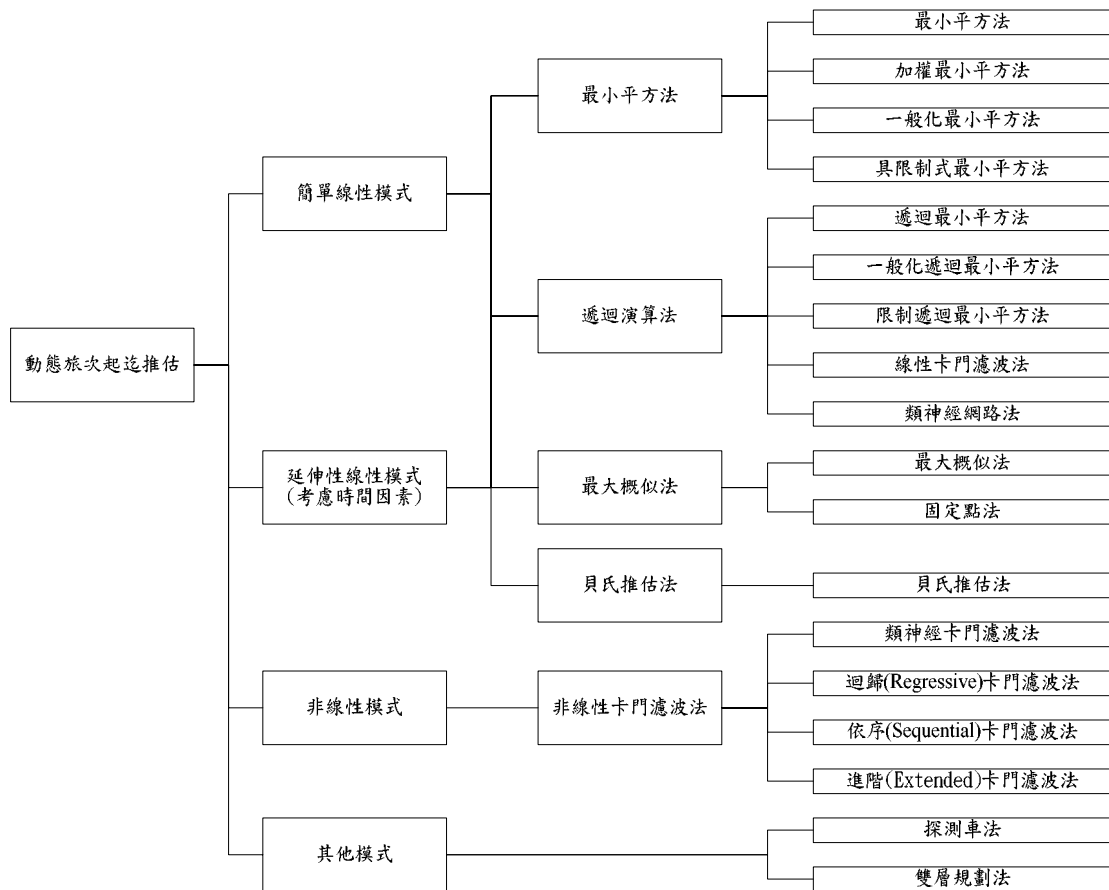 動態旅次起迄推估
簡單線性模式
延伸性線性模式
(考慮時間因素)
非線性模式
其他模式
最小平方法
遞迴演算法
最大概似法
貝氏推估法
非線性卡門濾波法
最小平方法
加權最小平方法
一般化最小平方法
具限制式最小平方法
遞迴最小平方法
一般化遞迴最小平方法
限制遞迴最小平方法
線性卡門濾波法
類神經網路法
最大概似法
固定點法
貝氏推估法
類神經卡門濾波法
迴歸(Regressive)卡門濾波法
依序(Sequential)卡門濾波法
進階(Extended)卡門濾波法
探測車法
雙層規劃法